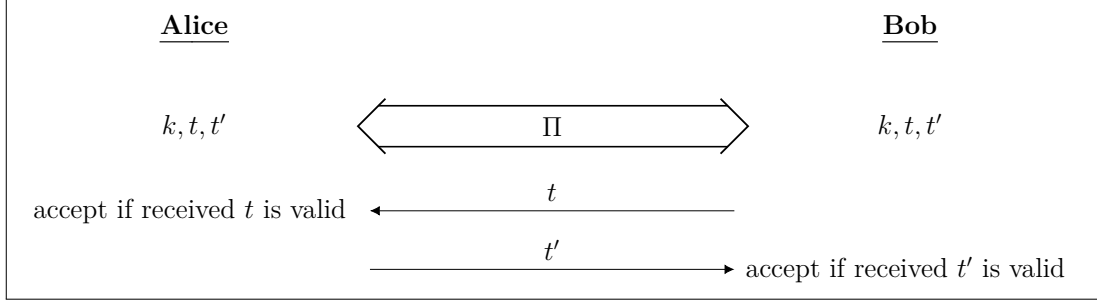 Alice Bob
k, t, t′ Π k, t, t′
t
accept if received t is valid
t′
accept if received t′ is valid